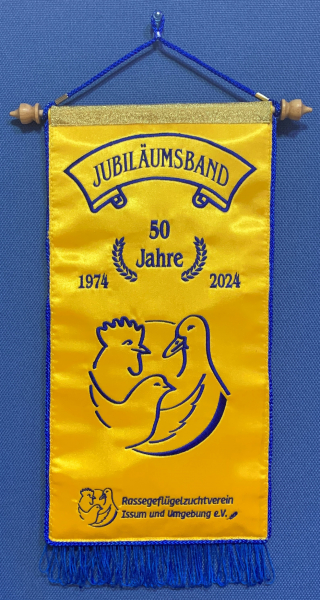 JUBILÄUMSBAND
50
Jahre
1974 2024
Rassegeflügelzuchtverein
Issum und Umgebung e.V.